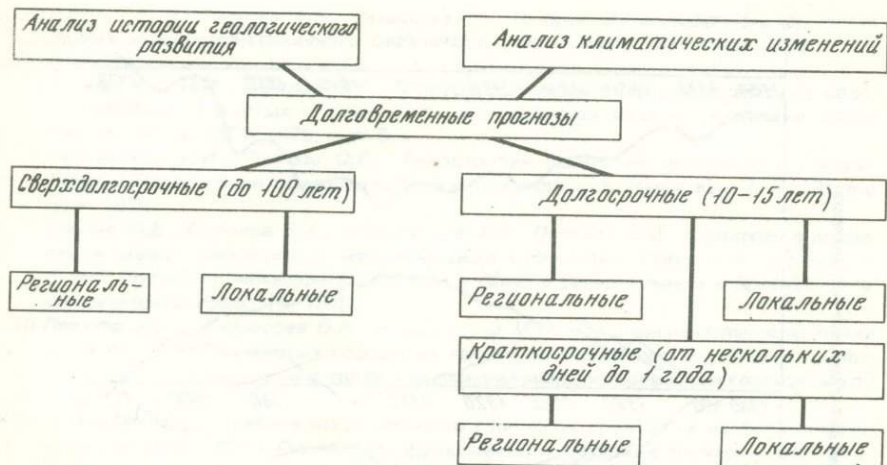 Анализ истории геологического
развития
Анализ климатических изменений
Долговременные прогнозы
Сверхдолгосрочные (до 100 лет)
Долгосрочные (10-15 лет)
Региональ-
ные
Локальные
Региональные
Локальные
Краткосрочные (от нескольких
дней до 1 года)
Региональные
Локальные